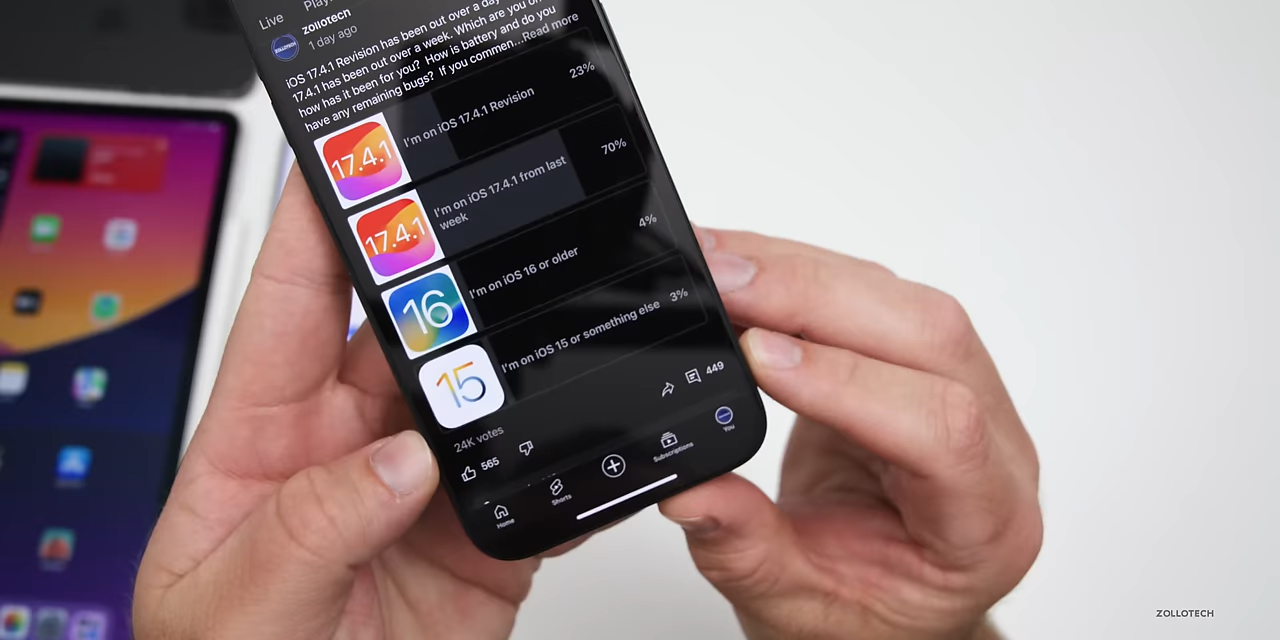 Live
zollotech
1 day ago
iOS 17.4.1 Revision has been out over a day
17.4.1 has been out over a week. Which are you on
how has it been for you? How is battery and do you
have any remaining bugs? If you commen...Read more
17.4.1
I'm on iOS 17.4.1 Revision
23%
17.4.1
I'm on iOS 17.4.1 from last
week
70%
16
I'm on iOS 16 or older
4%
15
I'm on iOS 15 or something else
3%
24K votes
565
449
Home
Shorts
Subscriptions
You
ZOLLOTECH